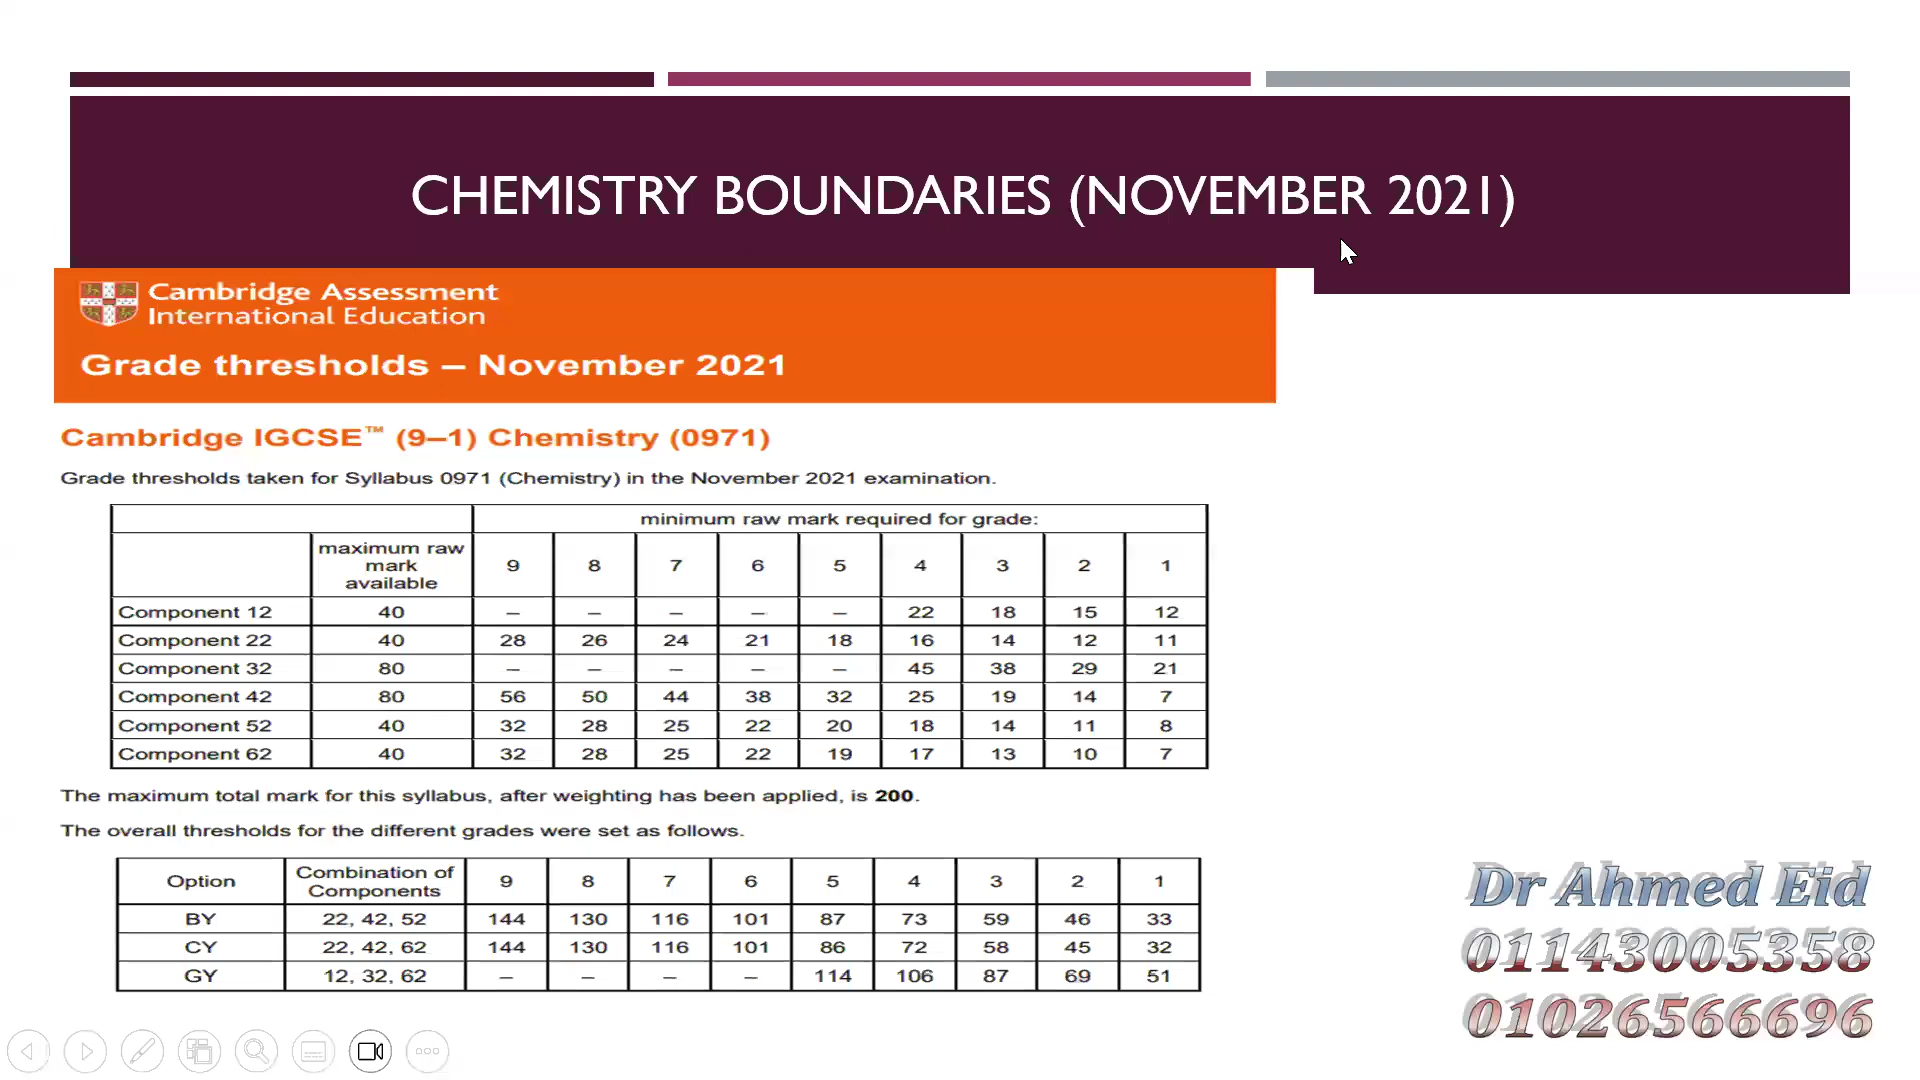 CHEMISTRY BOUNDARIES (NOVEMBER 2021)
Cambridge Assessment
International Education
Grade thresholds – November 2021
Cambridge IGCSE™ (9–1) Chemistry (0971)
Grade thresholds taken for Syllabus 0971 (Chemistry) in the November 2021 examination.
minimum raw mark required for grade:
maximum raw mark available 9 8 7 6 5 4 3 2 1
Component 12 40 – – – – – 22 18 15 12
Component 22 40 28 26 24 21 18 16 14 12 11
Component 32 80 – – – – – 45 38 29 21
Component 42 80 56 50 44 38 32 25 19 14 7
Component 52 40 32 28 25 22 20 18 14 11 8
Component 62 40 32 28 25 22 19 17 13 10 7
The maximum total mark for this syllabus, after weighting has been applied, is 200.
The overall thresholds for the different grades were set as follows.
Option Combination of Components 9 8 7 6 5 4 3 2 1
BY 22, 42, 52 144 130 116 101 87 73 59 46 33
CY 22, 42, 62 144 130 116 101 86 72 58 45 32
GY 12, 32, 62 – – – – 114 106 87 69 51
Dr Ahmed Eid
01143005358
01026566696